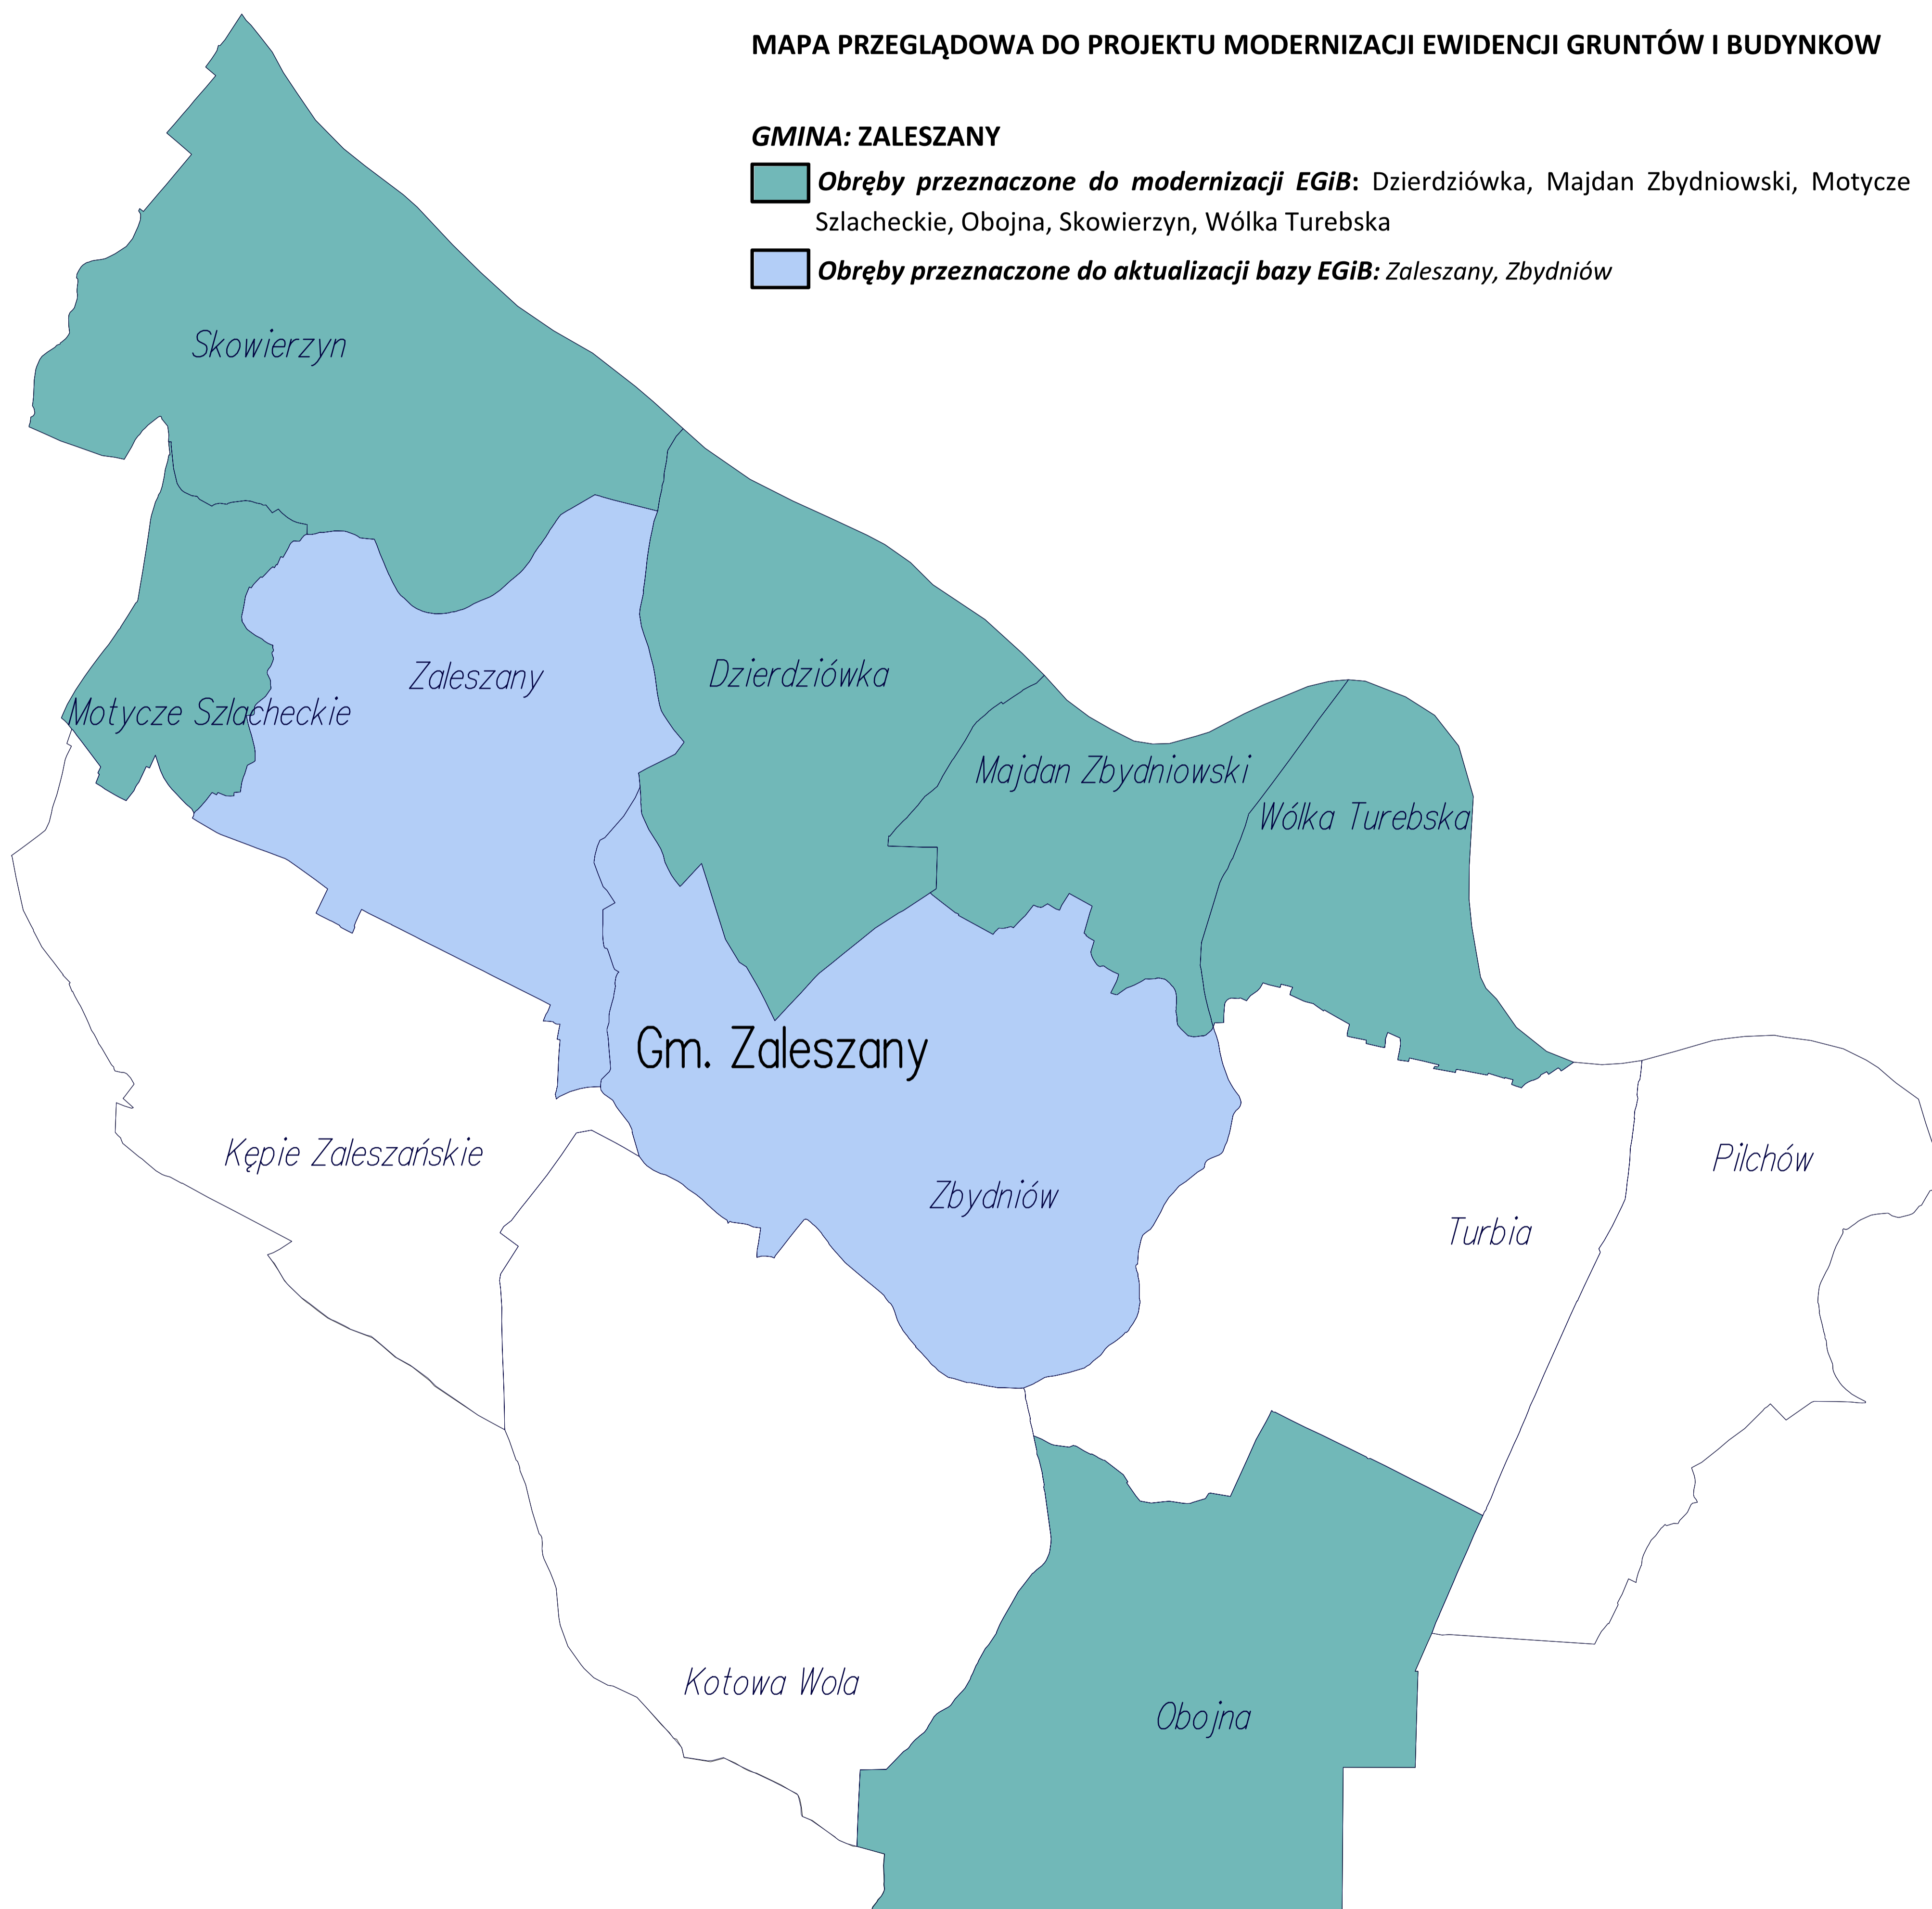 MAPA PRZEGLĄDOWA DO PROJEKTU MODERNIZACJI EWIDENCJI GRUNTÓW I BUDYNKOW
GMINA: ZALESZANY
Obręby przeznaczone do modernizacji EGiB: Dzierdziówka, Majdan Zbydniowski, Motycze
Szlacheckie, Obojna, Skowierzyn, Wólka Turebska
Obręby przeznaczone do aktualizacji bazy EGiB: Zaleszany, Zbydniów
Skowierzyn
Zaleszany
Dzierdziówka
Motycze Szlacheckie
Majdan Zbydniowski
Wólka Turebska
Gm. Zaleszany
Kępie Zaleszańskie
Pilchów
Zbydniów
Turbia
Kotowa Wola
Obojna